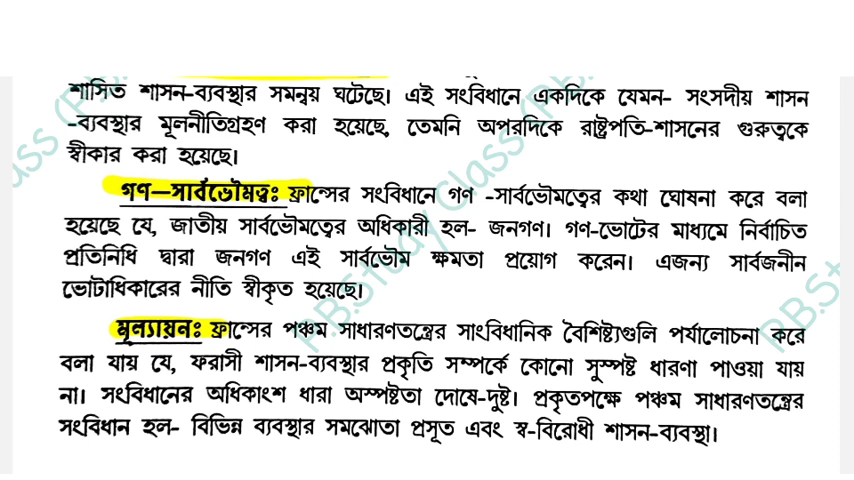 শাসিত শাসন-ব্যবস্থার সমন্বয় ঘটেছে। এই সংবিধানে একদিকে যেমন- সংসদীয় শাসন
-ব্যবস্থার মূলনীতিগ্রহণ করা হয়েছে, তেমনি অপরদিকে রাষ্ট্রপতি-শাসনের গুরুত্বকে
স্বীকার করা হয়েছে।
গণ—সার্বভৌমত্বঃ ফ্রান্সের সংবিধানে গণ -সার্বভৌমত্বের কথা ঘোষনা করে বলা
হয়েছে যে, জাতীয় সার্বভৌমত্বের অধিকারী হল- জনগণ। গণ-ভোটের মাধ্যমে নির্বাচিত
প্রতিনিধি দ্বারা জনগণ এই সার্বভৌম ক্ষমতা প্রয়োগ করেন। এজন্য সার্বজনীন
ভোটাধিকারের নীতি স্বীকৃত হয়েছে।
মূল্যায়নঃ ফ্রান্সের পঞ্চম সাধারণতন্ত্রের সাংবিধানিক বৈশিষ্ট্যগুলি পর্যালোচনা করে
বলা যায় যে, ফরাসী শাসন-ব্যবস্থার প্রকৃতি সম্পর্কে কোনো সুস্পষ্ট ধারণা পাওয়া যায়
না। সংবিধানের অধিকাংশ ধারা অস্পষ্টতা দোষে-দুষ্ট। প্রকৃতপক্ষে পঞ্চম সাধারণতন্ত্রের
সংবিধান হল- বিভিন্ন ব্যবস্থার সমঝোতা প্রসূত এবং স্ব-বিরোধী শাসন-ব্যবস্থা।
P.B.Study Class (P.B.